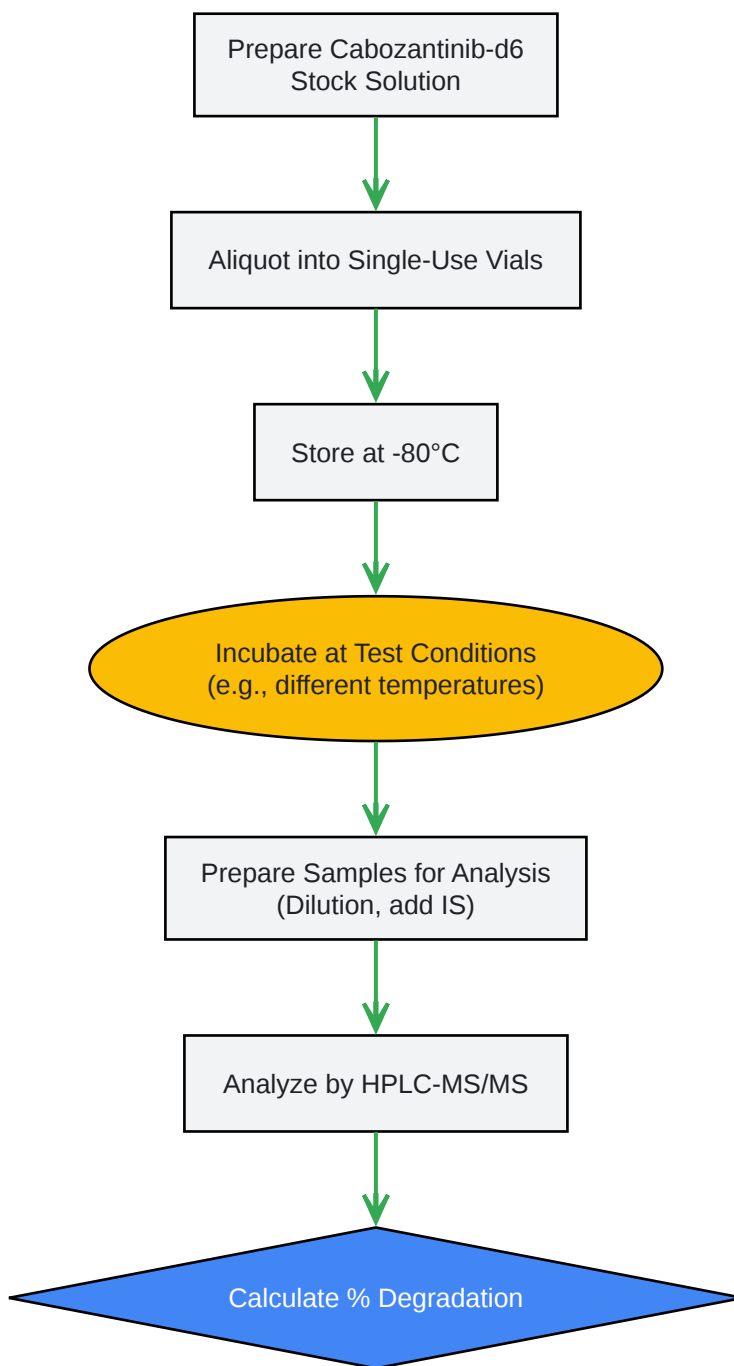 Prepare Cabozantinib-d6
Stock Solution
Aliquot into Single-Use Vials
Store at -80°C
Incubate at Test Conditions
(e.g., different temperatures)
Prepare Samples for Analysis
(Dilution, add IS)
Analyze by HPLC-MS/MS
Calculate % Degradation